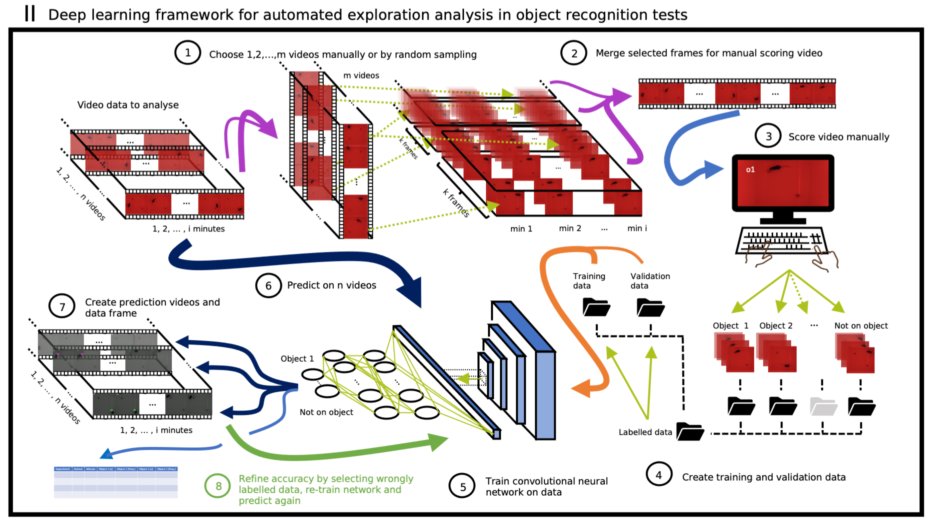 II Deep learning framework for automated exploration analysis in object recognition tests
1 Choose 1,2,...,m videos manually or by random sampling
2 Merge selected frames for manual scoring video
m videos
Video data to analyse
...
1, 2, ... , n videos
1, 2, ... , i minutes
k frames
min 1 min 2 ... min i
3 Score video manually
o1
6 Predict on n videos
Training
data
Validation
data
7 Create prediction videos and
data frame
1, 2, ... , n videos
1, 2, ... , i minutes
Object 1
...
Not on object
Object 1 Object 2 ... Not on object
Labelled data
8 Refine accuracy by selecting wrongly
labelled data, re-train network and
predict again
5 Train convolutional neural
network on data
4 Create training and validation data